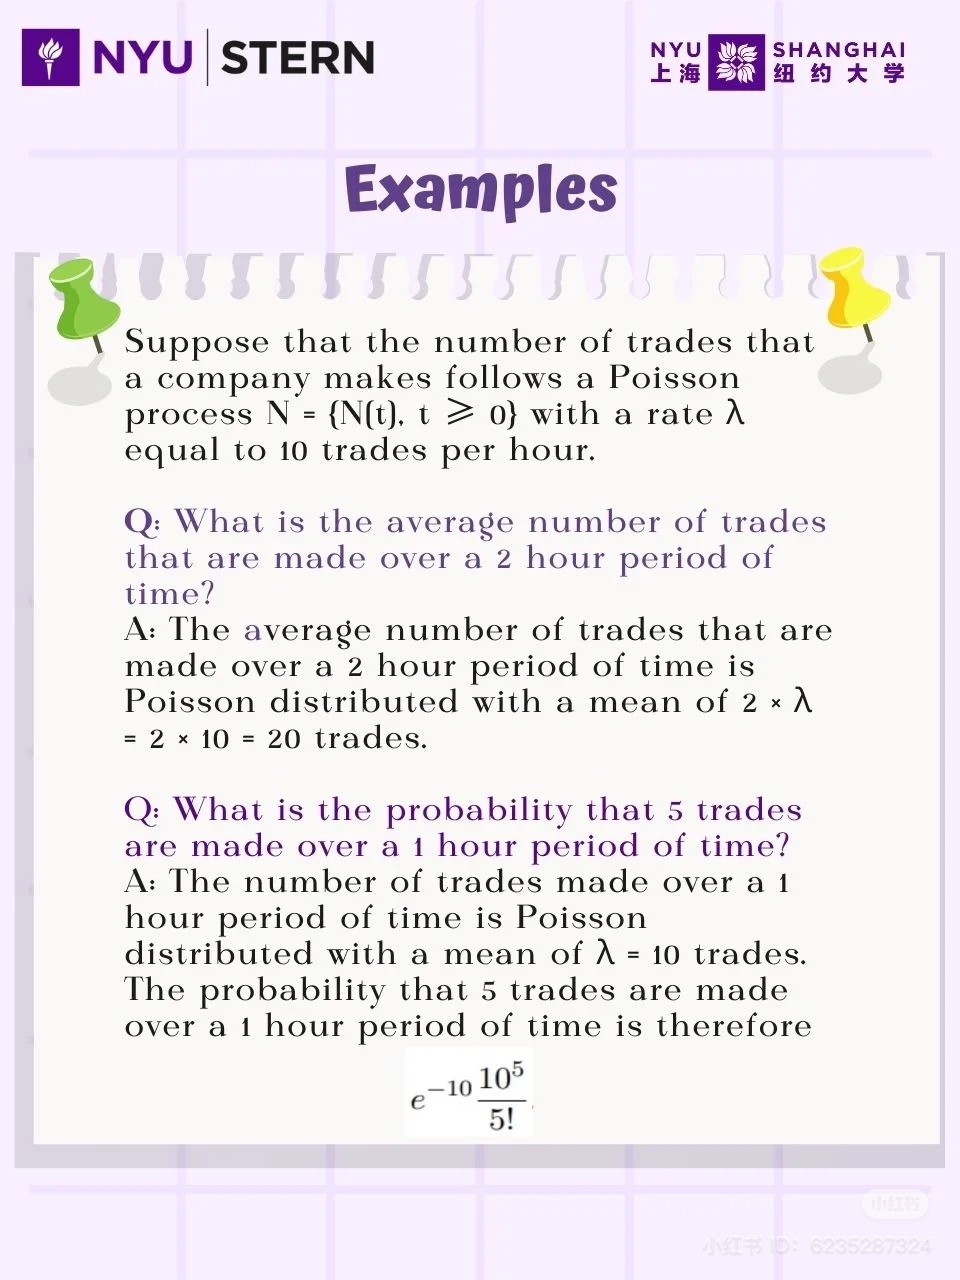 NYU | STERN
NYU SHANGHAI
上海 纽约大学
Examples
Suppose that the number of trades that
a company makes follows a Poisson
process N = {N(t), t ⩾ 0} with a rate λ
equal to 10 trades per hour.
Q: What is the average number of trades
that are made over a 2 hour period of
time?
A: The average number of trades that are
made over a 2 hour period of time is
Poisson distributed with a mean of 2 × λ
= 2 × 10 = 20 trades.
Q: What is the probability that 5 trades
are made over a 1 hour period of time?
A: The number of trades made over a 1
hour period of time is Poisson
distributed with a mean of λ = 10 trades.
The probability that 5 trades are made
over a 1 hour period of time is therefore
e^{-10} \frac{10^5}{5!}
小红书
小红书 ID: 6235287324